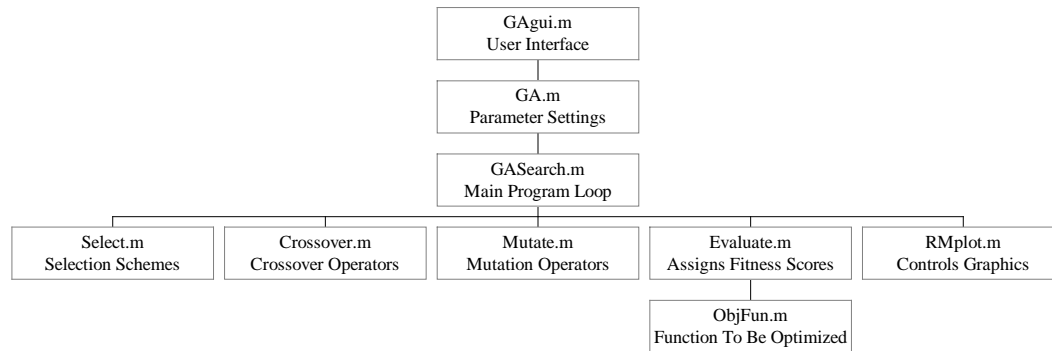 GAgui.m
User Interface
GA.m
Parameter Settings
GASearch.m
Main Program Loop
Select.m
Selection Schemes
Crossover.m
Crossover Operators
Mutate.m
Mutation Operators
Evaluate.m
Assigns Fitness Scores
RMplot.m
Controls Graphics
ObjFun.m
Function To Be Optimized